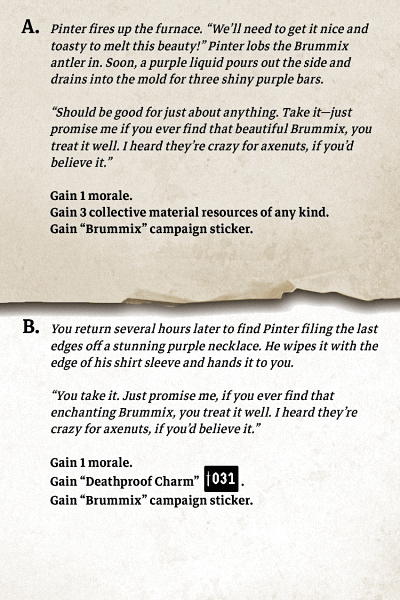 A. Pinter fires up the furnace. “We’ll need to get it nice and
toasty to melt this beauty!” Pinter lobs the Brummix
antler in. Soon, a purple liquid pours out the side and
drains into the mold for three shiny purple bars.
“Should be good for just about anything. Take it—just
promise me if you ever find that beautiful Brummix, you
treat it well. I heard they’re crazy for axenuts, if you’d
believe it.”
Gain 1 morale.
Gain 3 collective material resources of any kind.
Gain “Brummix” campaign sticker.
B. You return several hours later to find Pinter filing the last
edges off a stunning purple necklace. He wipes it with the
edge of his shirt sleeve and hands it to you.
“You take it. Just promise me, if you ever find that
enchanting Brummix, you treat it well. I heard they’re
crazy for axenuts, if you’d believe it.”
Gain 1 morale.
Gain “Deathproof Charm” 031 .
Gain “Brummix” campaign sticker.